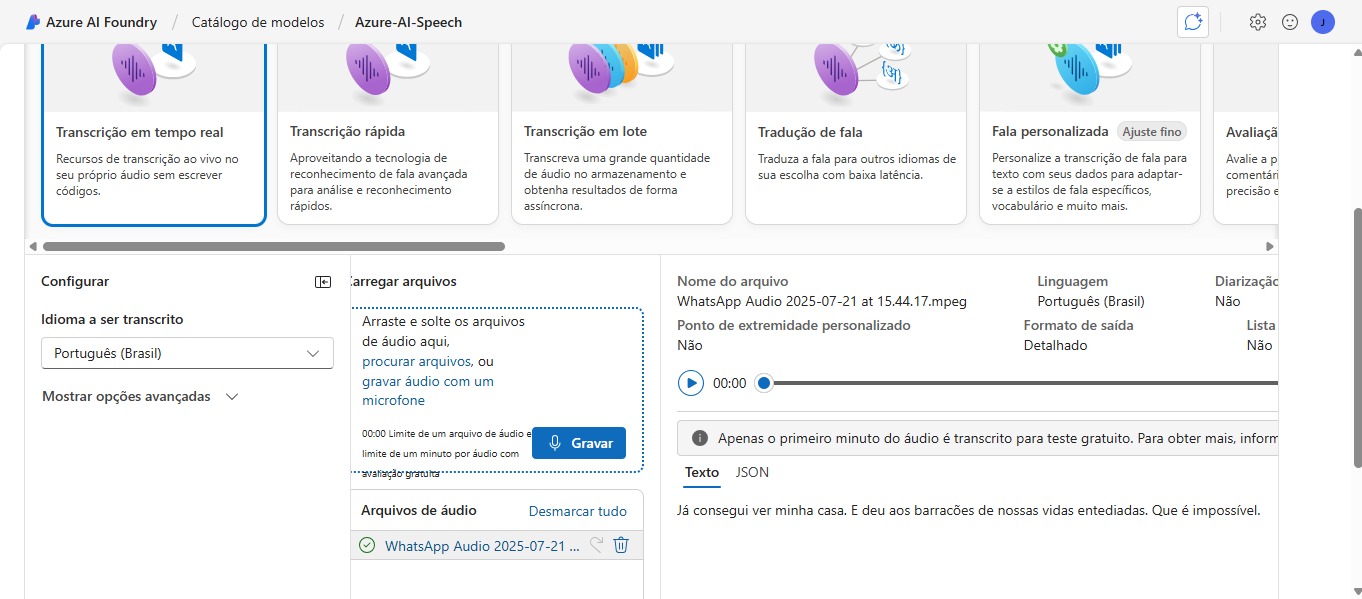 Azure AI Foundry / Catálogo de modelos / Azure-AI-Speech
J
Transcrição em tempo real
Recursos de transcrição ao vivo no
seu próprio áudio sem escrever
códigos.
Transcrição rápida
Aproveitando a tecnologia de
reconhecimento de fala avançada
para análise e reconhecimento
rápidos.
Transcrição em lote
Transcreva uma grande quantidade
de áudio no armazenamento e
obtenha resultados de forma
assíncrona.
Tradução de fala
Traduza a fala para outros idiomas de
sua escolha com baixa latência.
Fala personalizada Ajuste fino
Personalize a transcrição de fala para
texto com seus dados para adaptar-
se a estilos de fala específicos,
vocabulário e muito mais.
Avaliaçã
Avalie a p
comentári
precisão e
Configurar
Idioma a ser transcrito
Português (Brasil)
Mostrar opções avançadas
Carregar arquivos
Arraste e solte os arquivos
de áudio aqui,
procurar arquivos, ou
gravar áudio com um
microfone
00:00 Limite de um arquivo de áudio e
limite de um minuto por áudio com
avaliação gratuita
Gravar
Arquivos de áudio Desmarcar tudo
WhatsApp Audio 2025-07-21 ...
Nome do arquivo Linguagem Diarização
WhatsApp Audio 2025-07-21 at 15.44.17.mpeg Português (Brasil) Não
Ponto de extremidade personalizado Formato de saída Lista
Não Detalhado Não
00:00
Apenas o primeiro minuto do áudio é transcrito para teste gratuito. Para obter mais, inform
Texto JSON
Já consegui ver minha casa. E deu aos barracões de nossas vidas entediadas. Que é impossível.